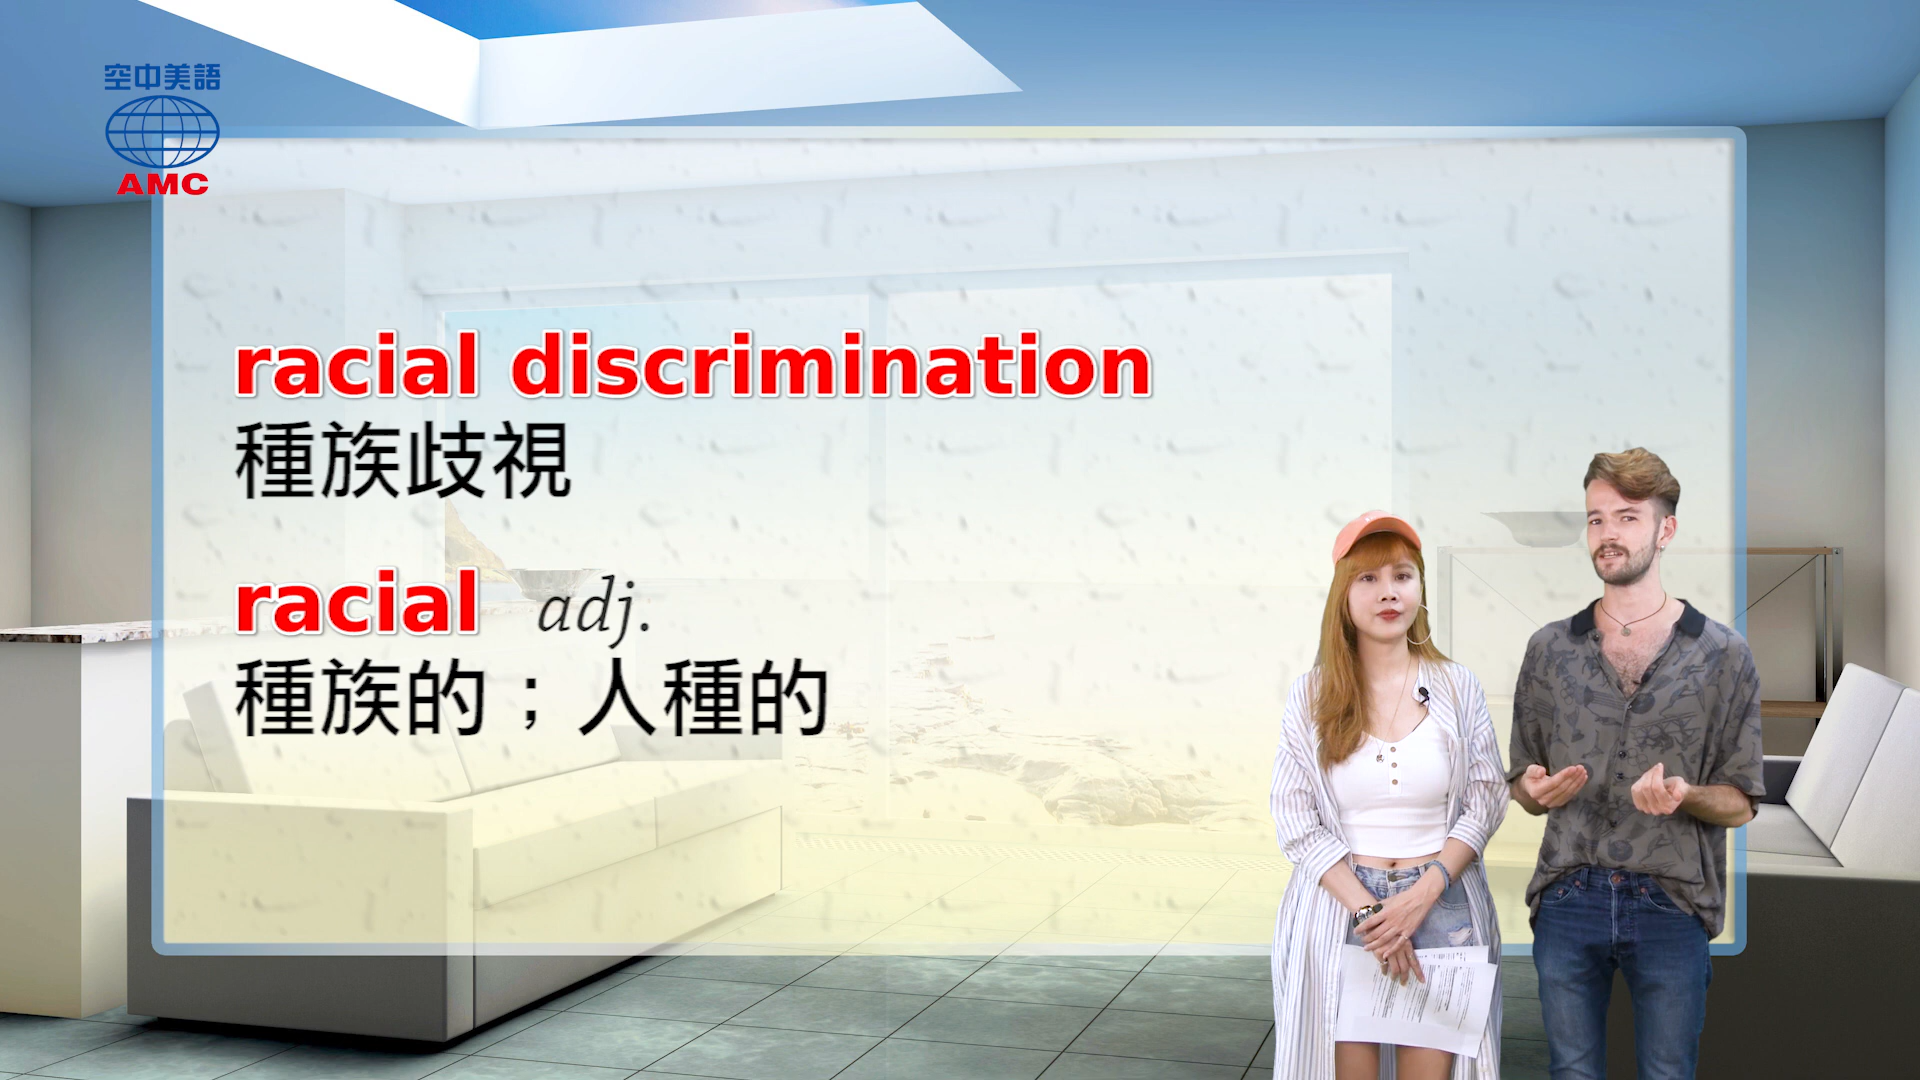 空中美語
AMC
racial discrimination
種族歧視
racial adj.
種族的；人種的